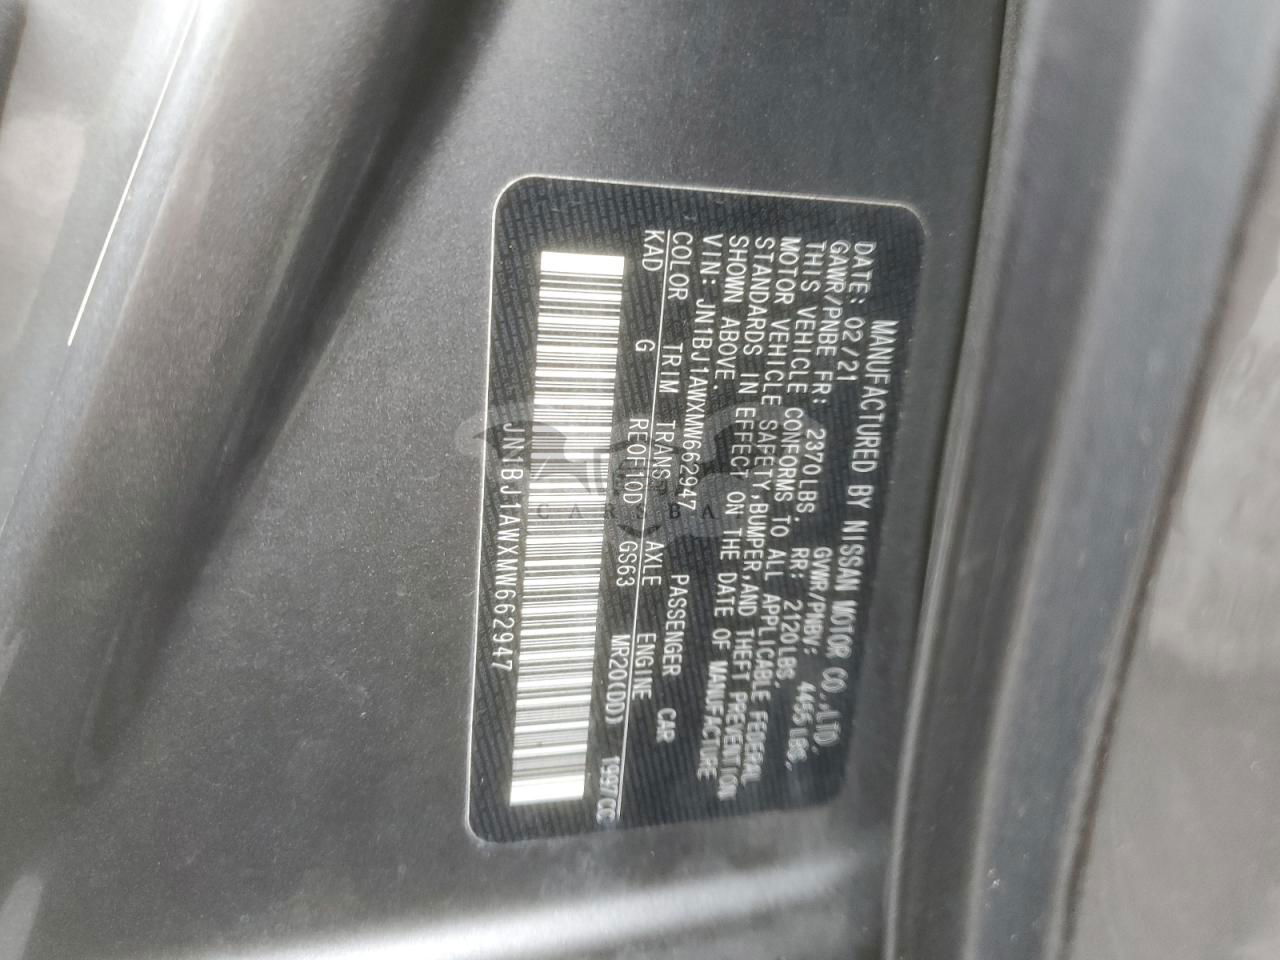 MANUFACTURED BY NISSAN MOTOR CO.,LTD.
DATE: 02/21 GVWR/PNBV: 4455 LBS.
GAWR/PNBE FR: 2370LBS. RR: 2120LBS.
THIS VEHICLE CONFORMS TO ALL APPLICABLE FEDERAL
MOTOR VEHICLE SAFETY,BUMPER,AND THEFT PREVENTION
STANDARDS IN EFFECT ON THE DATE OF MANUFACTURE
SHOWN ABOVE.
VIN: JN1BJ1AWXMW662947 PASSENGER CAR
COLOR TRIM TRANS AXLE ENGINE
KAD G RE0F10D GS63 MR20(DD) 1997CC
JN1BJ1AWXMW662947